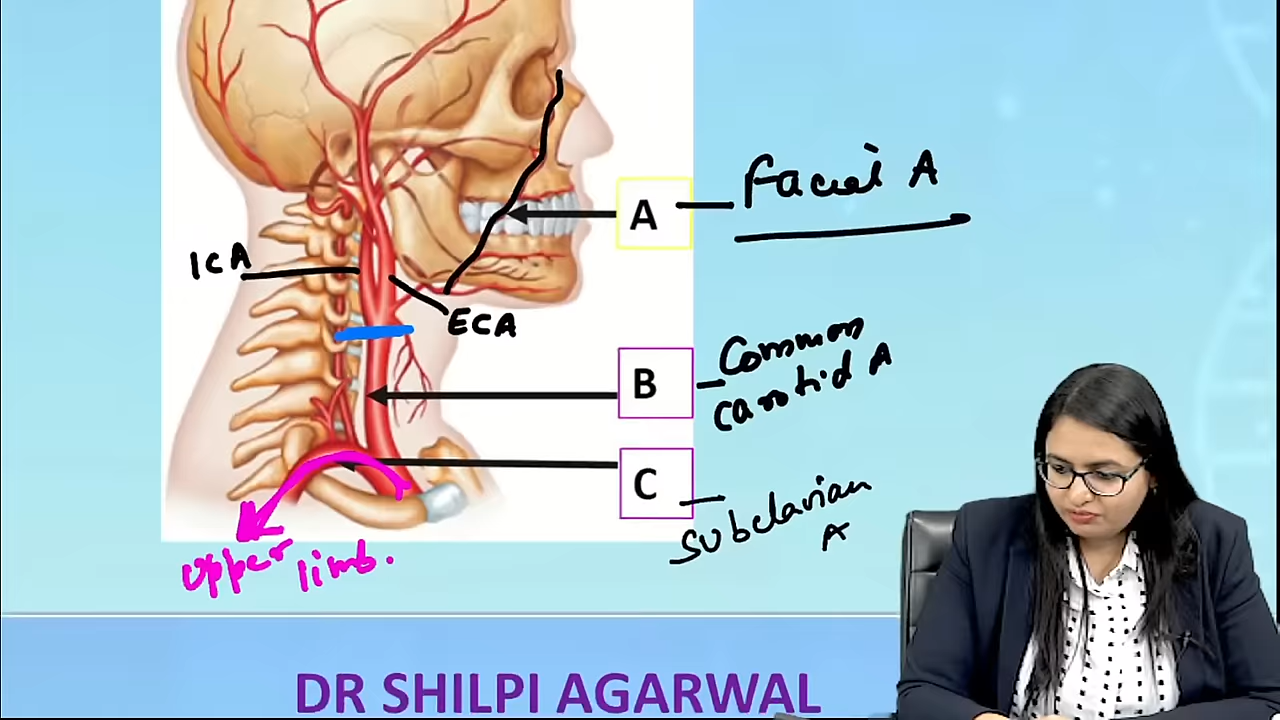 A
Facial A
ICA
ECA
B
Common
carotid A
C
Subclavian
A
Upper limb.
DR SHILPI AGARWAL